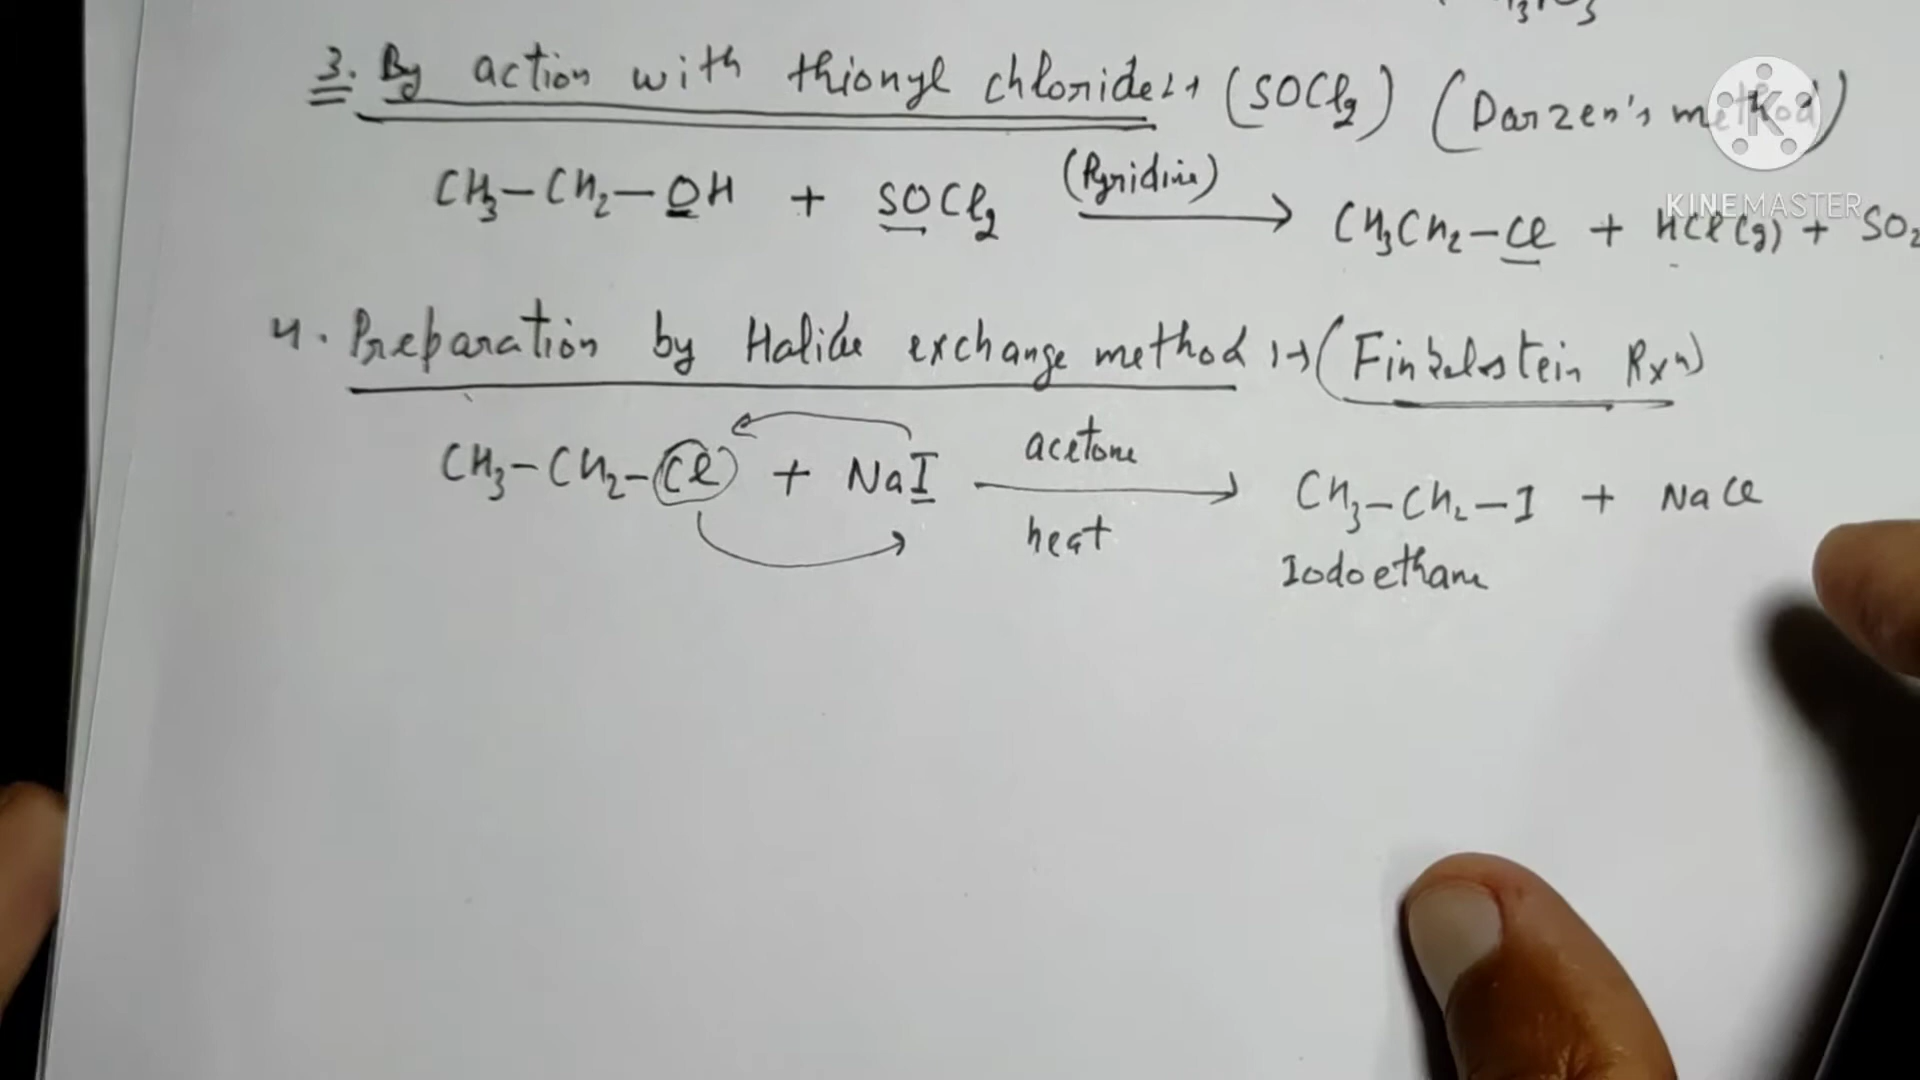 3. By action with thionyl chloride :→ (SOCl₂) (Darzen's method)
KINEMASTER
CH₃–CH₂–OH + SOCl₂ (Pyridine) → CH₃CH₂–Cl + HCl(g) + SO₂
4. Preparation by Halide exchange method :→ (Finkelstein Rxn)
CH₃–CH₂–Cl + NaI acetone heat → CH₃–CH₂–I + NaCl
Iodoethane